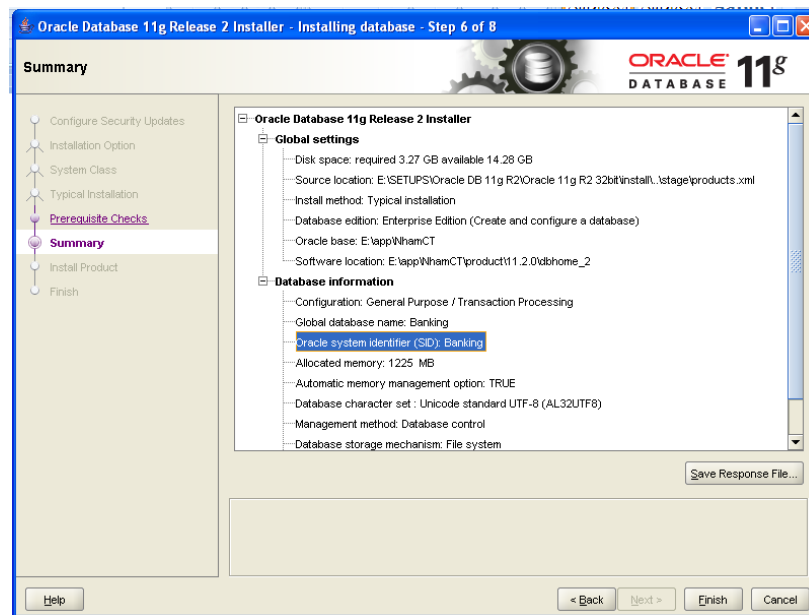 Oracle Database 11g Release 2 Installer - Installing database - Step 6 of 8
Summary
ORACLE
DATABASE
11g
Configure Security Updates
Installation Option
System Class
Typical Installation
Prerequisite Checks
Summary
Install Product
Finish
Oracle Database 11g Release 2 Installer
Global settings
Disk space: required 3.27 GB available 14.28 GB
Source location: E:\SETUPS\Oracle DB 11g R2\Oracle 11g R2 32bit\install\..\stage\products.xml
Install method: Typical installation
Database edition: Enterprise Edition (Create and configure a database)
Oracle base: E:\app\NhamCT
Software location: E:\app\NhamCT\product\11.2.0\dbhome_2
Database information
Configuration: General Purpose / Transaction Processing
Global database name: Banking
Oracle system identifier (SID): Banking
Allocated memory: 1225 MB
Automatic memory management option: TRUE
Database character set : Unicode standard UTF-8 (AL32UTF8)
Management method: Database control
Database storage mechanism: File system
Save Response File...
Help
< Back
Next >
Finish
Cancel